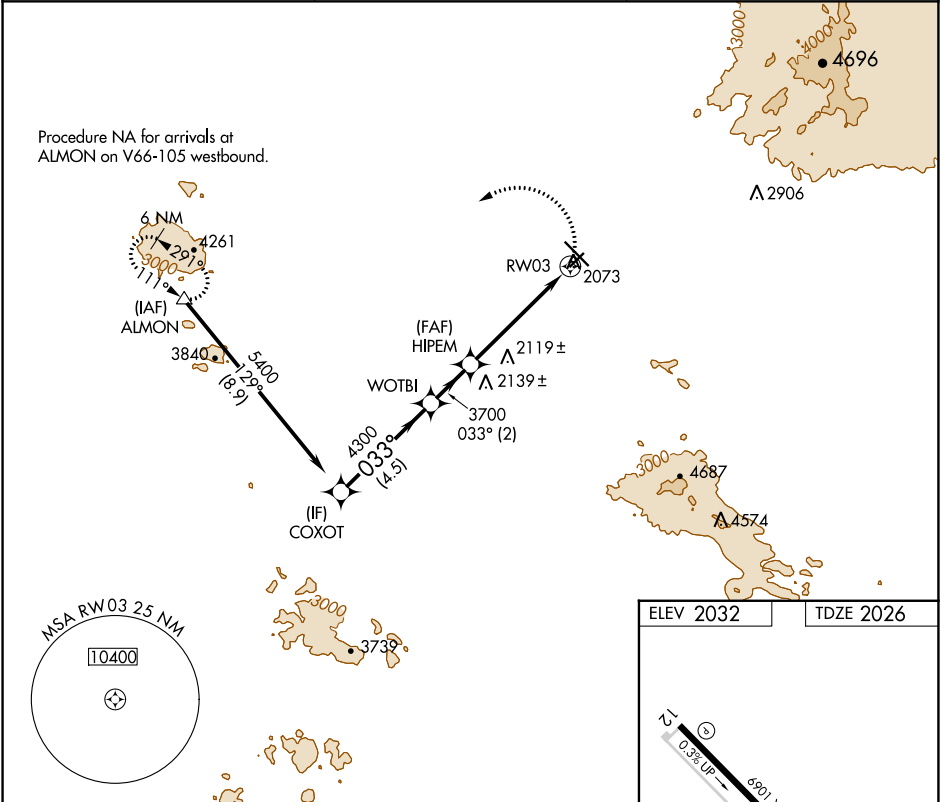 3000
4000
4696
Procedure NA for arrivals at
ALMON on V66-105 westbound.
2906
6 NM
4261
291°
3000
111°
RW03
2073
(IAF)
ALMON
(FAF)
HIPEM
2119±
3840
5400
129°
(8.9)
WOTBI
2139±
3700
033° (2)
4300
033°
(4.5)
3000
4687
(IF)
COXOT
4574
3000
3739
MSA RW03 25 NM
10400
ELEV 2032
TDZE 2026
12
P
0.3% UP
6901